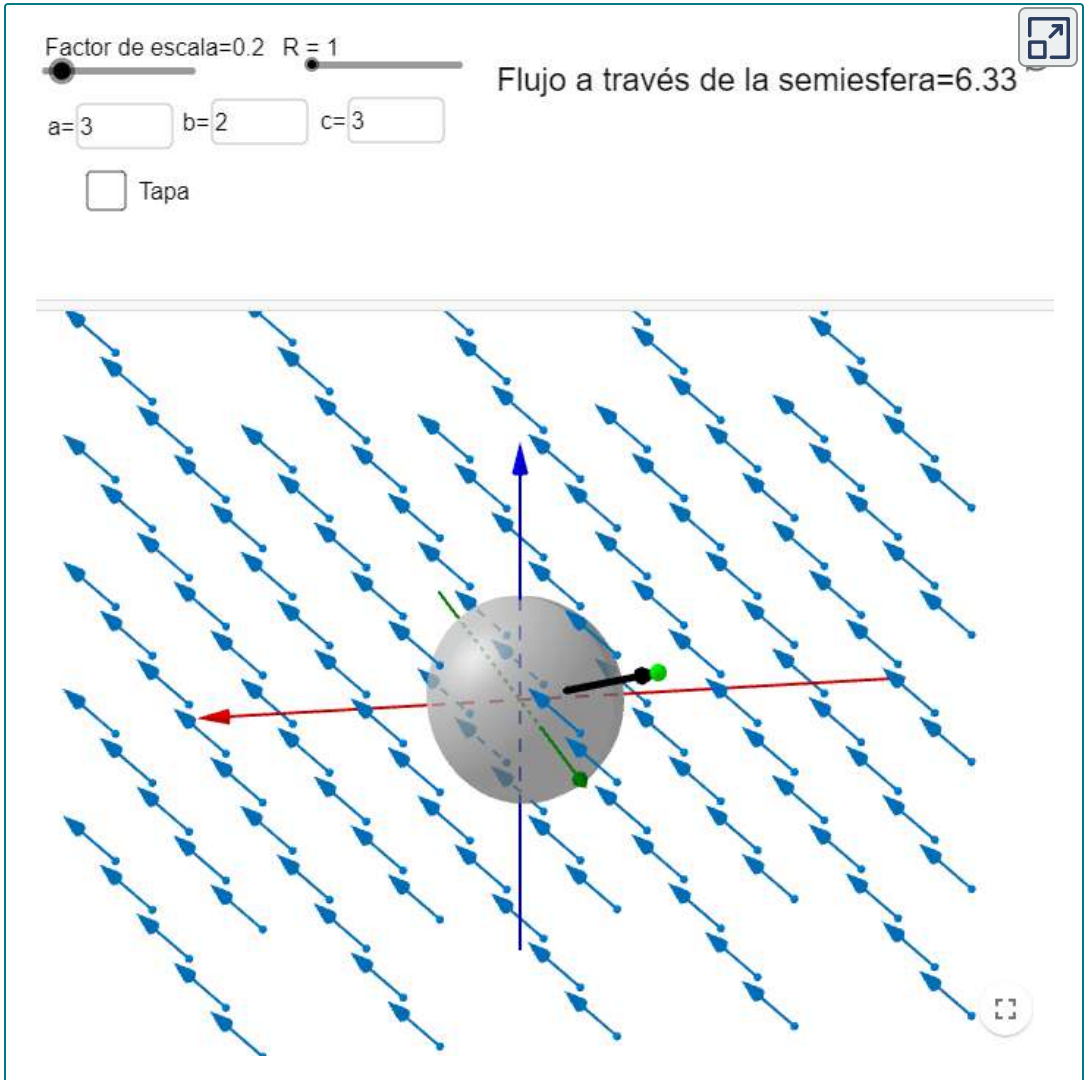 Factor de escala=0.2 R = 1
Flujo a través de la semiesfera=6.33
a= 3 b= 2 c= 3
Tapa